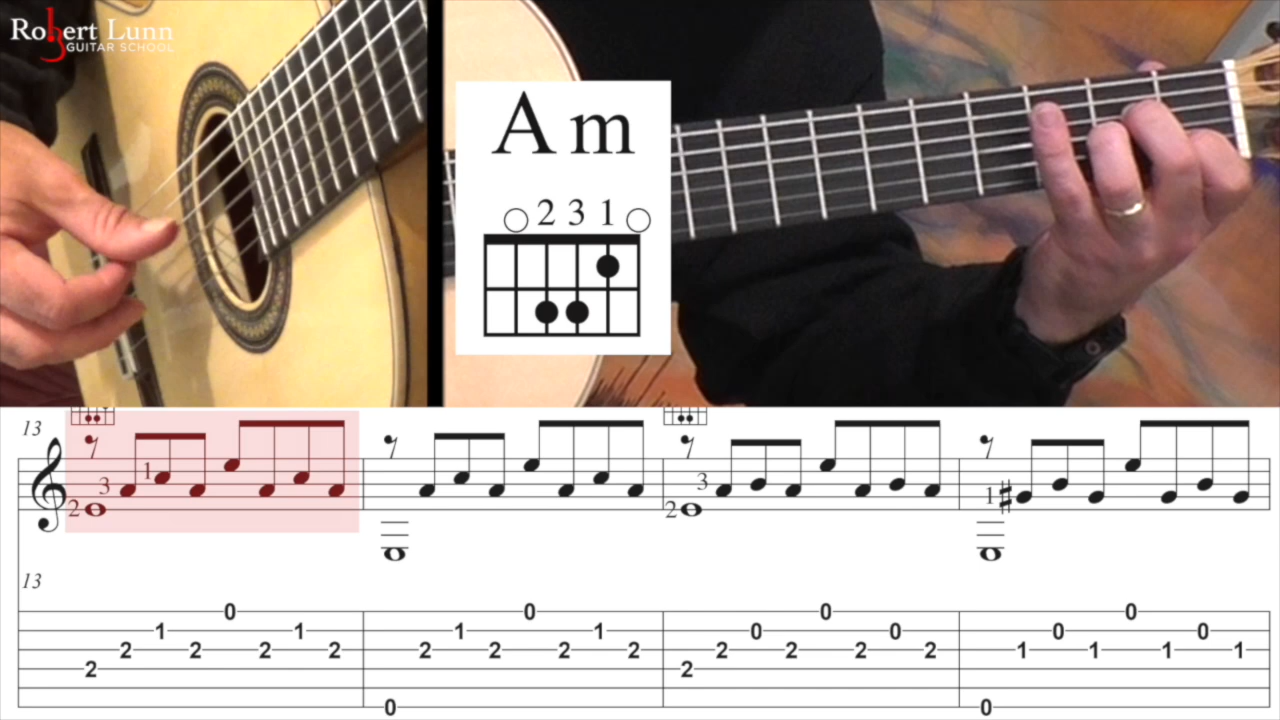 Robert Lunn
GUITAR SCHOOL
Am
2 3 1
13
3 1
2
3
2
1
13
0 0 0 0
1 1 1 1 0 0 0 0
2 2 2 2 2 2 2 2 2 2 2 2 1 1 1 1
2 2
0 0